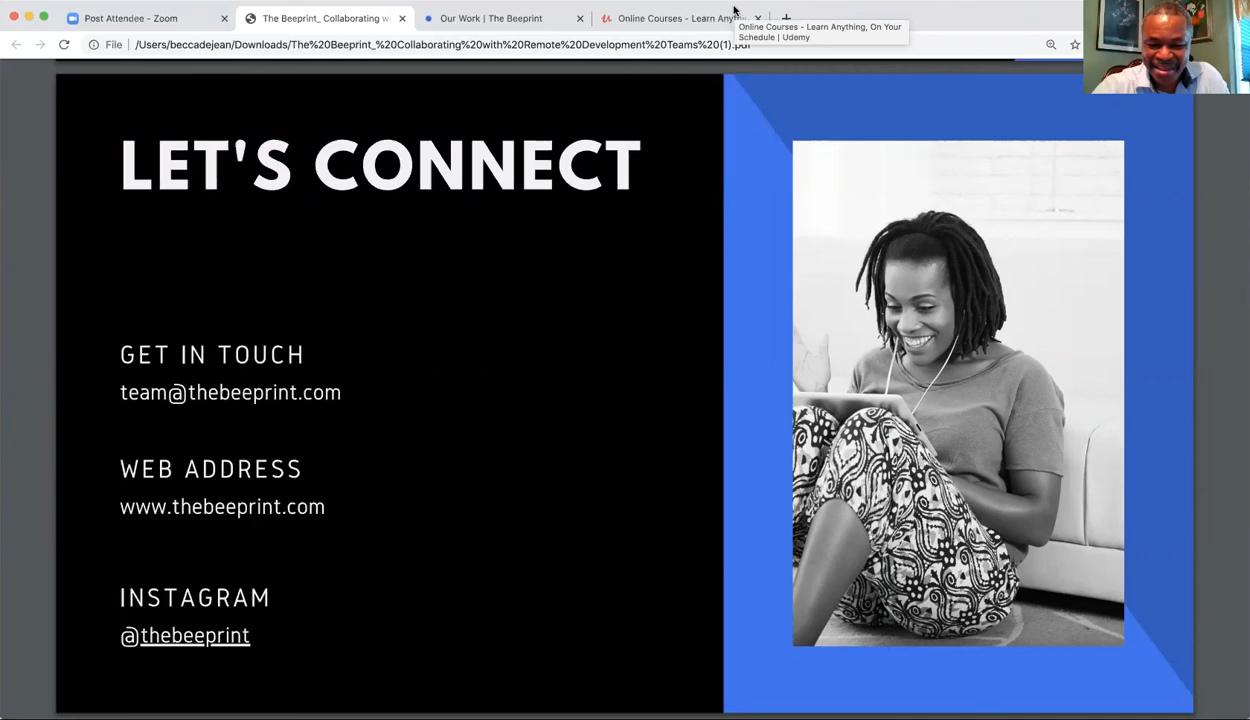 Post Attendee - Zoom
The Beeprint_ Collaborating w
Our Work | The Beeprint
Online Courses - Learn Anyth
File
/Users/beccadejean/Downloads/The%20Beeprint_%20Collaborating%20with%20Remote%20Development%20Teams%20(1).pdf
Online Courses - Learn Anything, On Your
Schedule | Udemy
LET'S CONNECT
GET IN TOUCH
team@thebeeprint.com
WEB ADDRESS
www.thebeeprint.com
INSTAGRAM
@thebeeprint